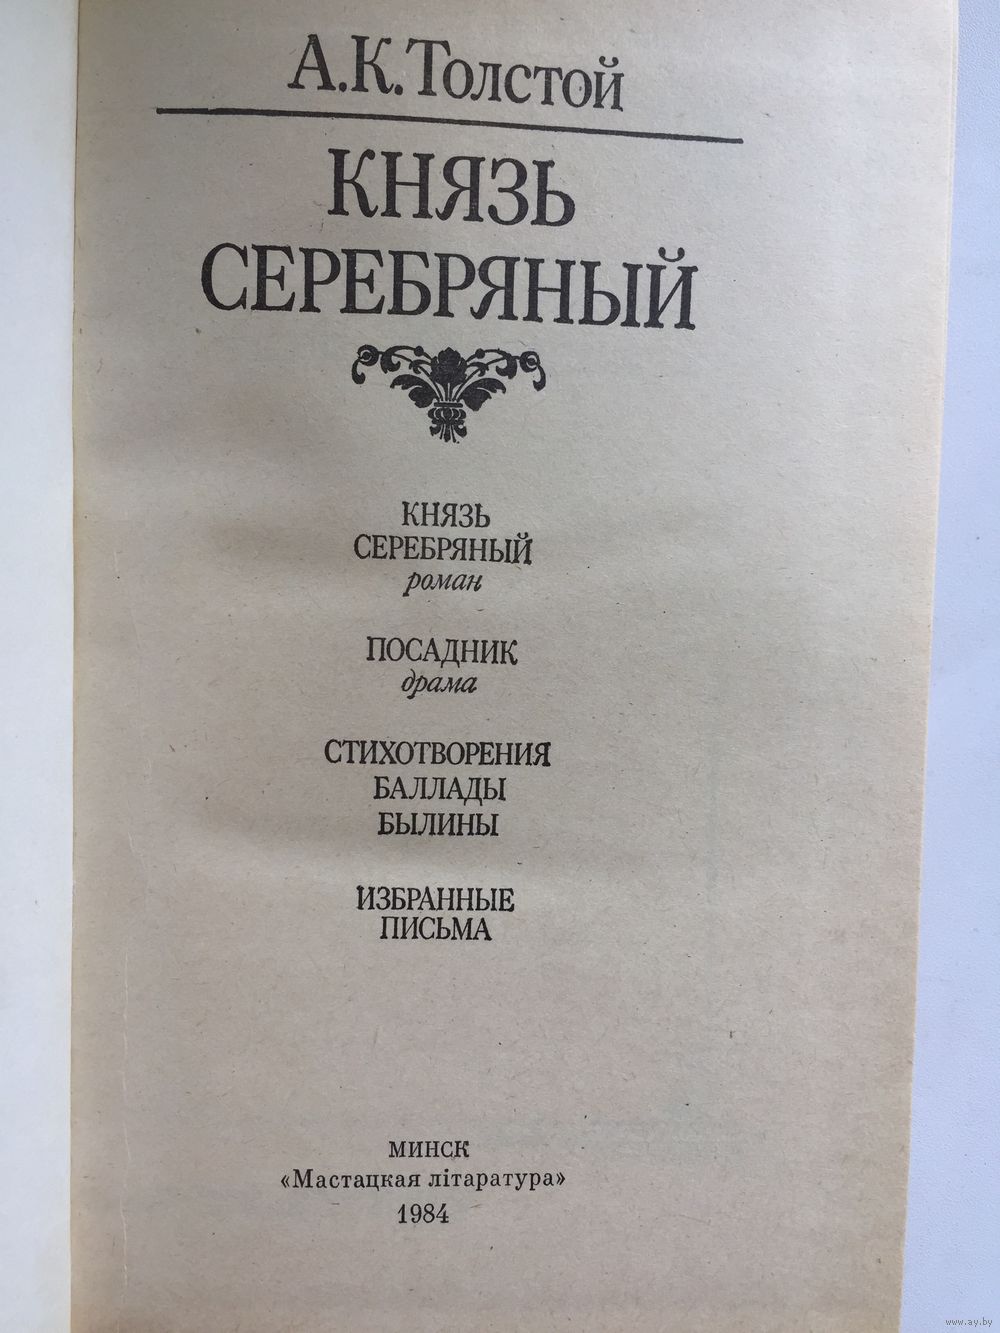 А.К.Толстой
КНЯЗЬ
СЕРЕБРЯНЫЙ
КНЯЗЬ
СЕРЕБРЯНЫЙ
роман
ПОСАДНИК
драма
СТИХОТВОРЕНИЯ
БАЛЛАДЫ
БЫЛИНЫ
ИЗБРАННЫЕ
ПИСЬМА
МИНСК
«Мастацкая лiтаратура»
1984
www.ay.by